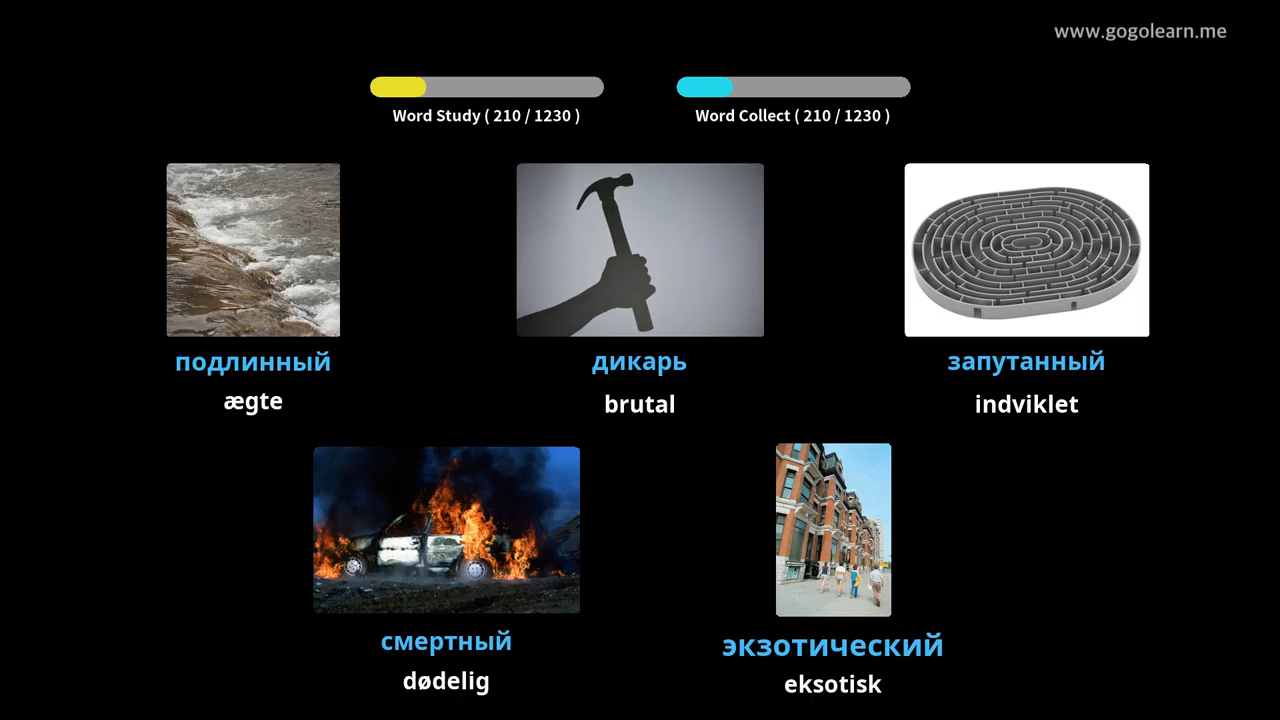 www.gogolearn.me
Word Study ( 210 / 1230 )
Word Collect ( 210 / 1230 )
подлинный
ægte
дикарь
brutal
запутанный
indviklet
смертный
dødelig
экзотический
eksotisk